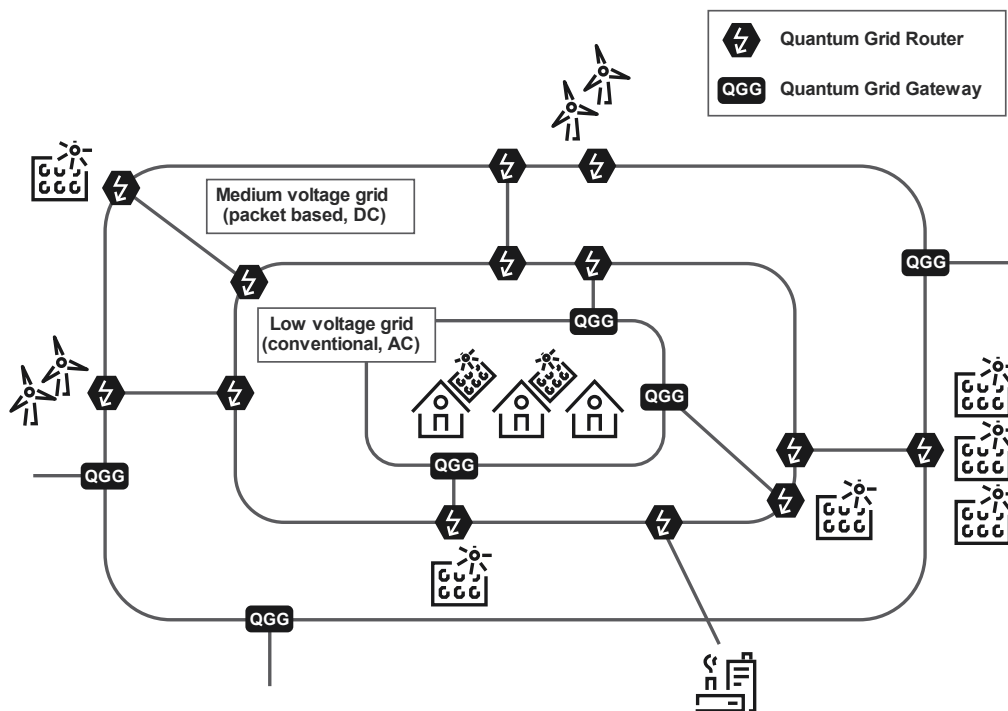 Quantum Grid Router
QGG
Quantum Grid Gateway
Medium voltage grid
(packet based, DC)
QGG
Low voltage grid
(conventional, AC)
QGG
QGG
QGG
QGG
QGG